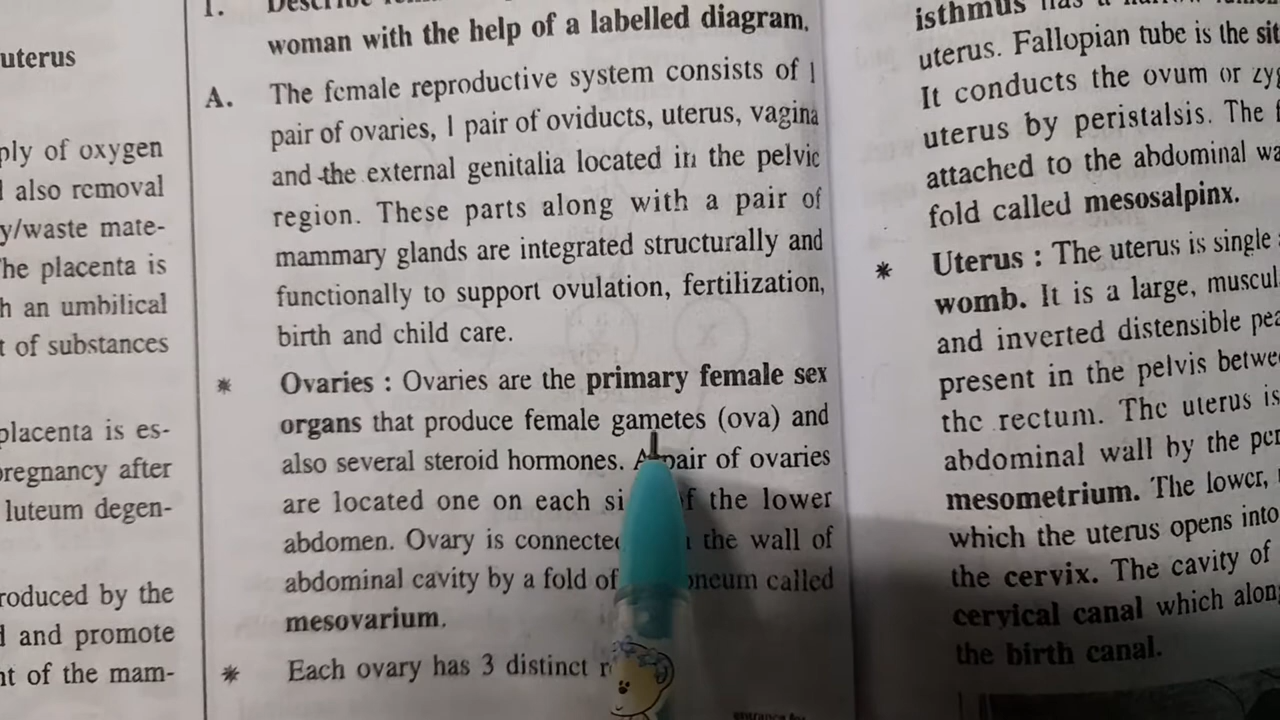 uterus
ply of oxygen
also removal
y/waste mate-
The placenta is
h an umbilical
t of substances
placenta is es-
pregnancy after
luteum degen-
roduced by the
d and promote
nt of the mam-
1.
woman with the help of a labelled diagram.
A. The female reproductive system consists of 1
pair of ovaries, 1 pair of oviducts, uterus, vagina
and the external genitalia located in the pelvic
region. These parts along with a pair of
mammary glands are integrated structurally and
functionally to support ovulation, fertilization,
birth and child care.
* Ovaries : Ovaries are the primary female sex
organs that produce female gametes (ova) and
also several steroid hormones. A pair of ovaries
are located one on each si f the lower
abdomen. Ovary is connected the wall of
abdominal cavity by a fold of oneum called
mesovarium.
* Each ovary has 3 distinct r
isthmus has a narrow
uterus. Fallopian tube is the sit
It conducts the ovum or zyg
uterus by peristalsis. The f
attached to the abdominal wa
fold called mesosalpinx.
* Uterus : The uterus is single
womb. It is a large, muscul
and inverted distensible pea
present in the pelvis betwe
the rectum. The uterus is
abdominal wall by the per
mesometrium. The lower,
which the uterus opens into
the cervix. The cavity of
cervical canal which along
the birth canal.